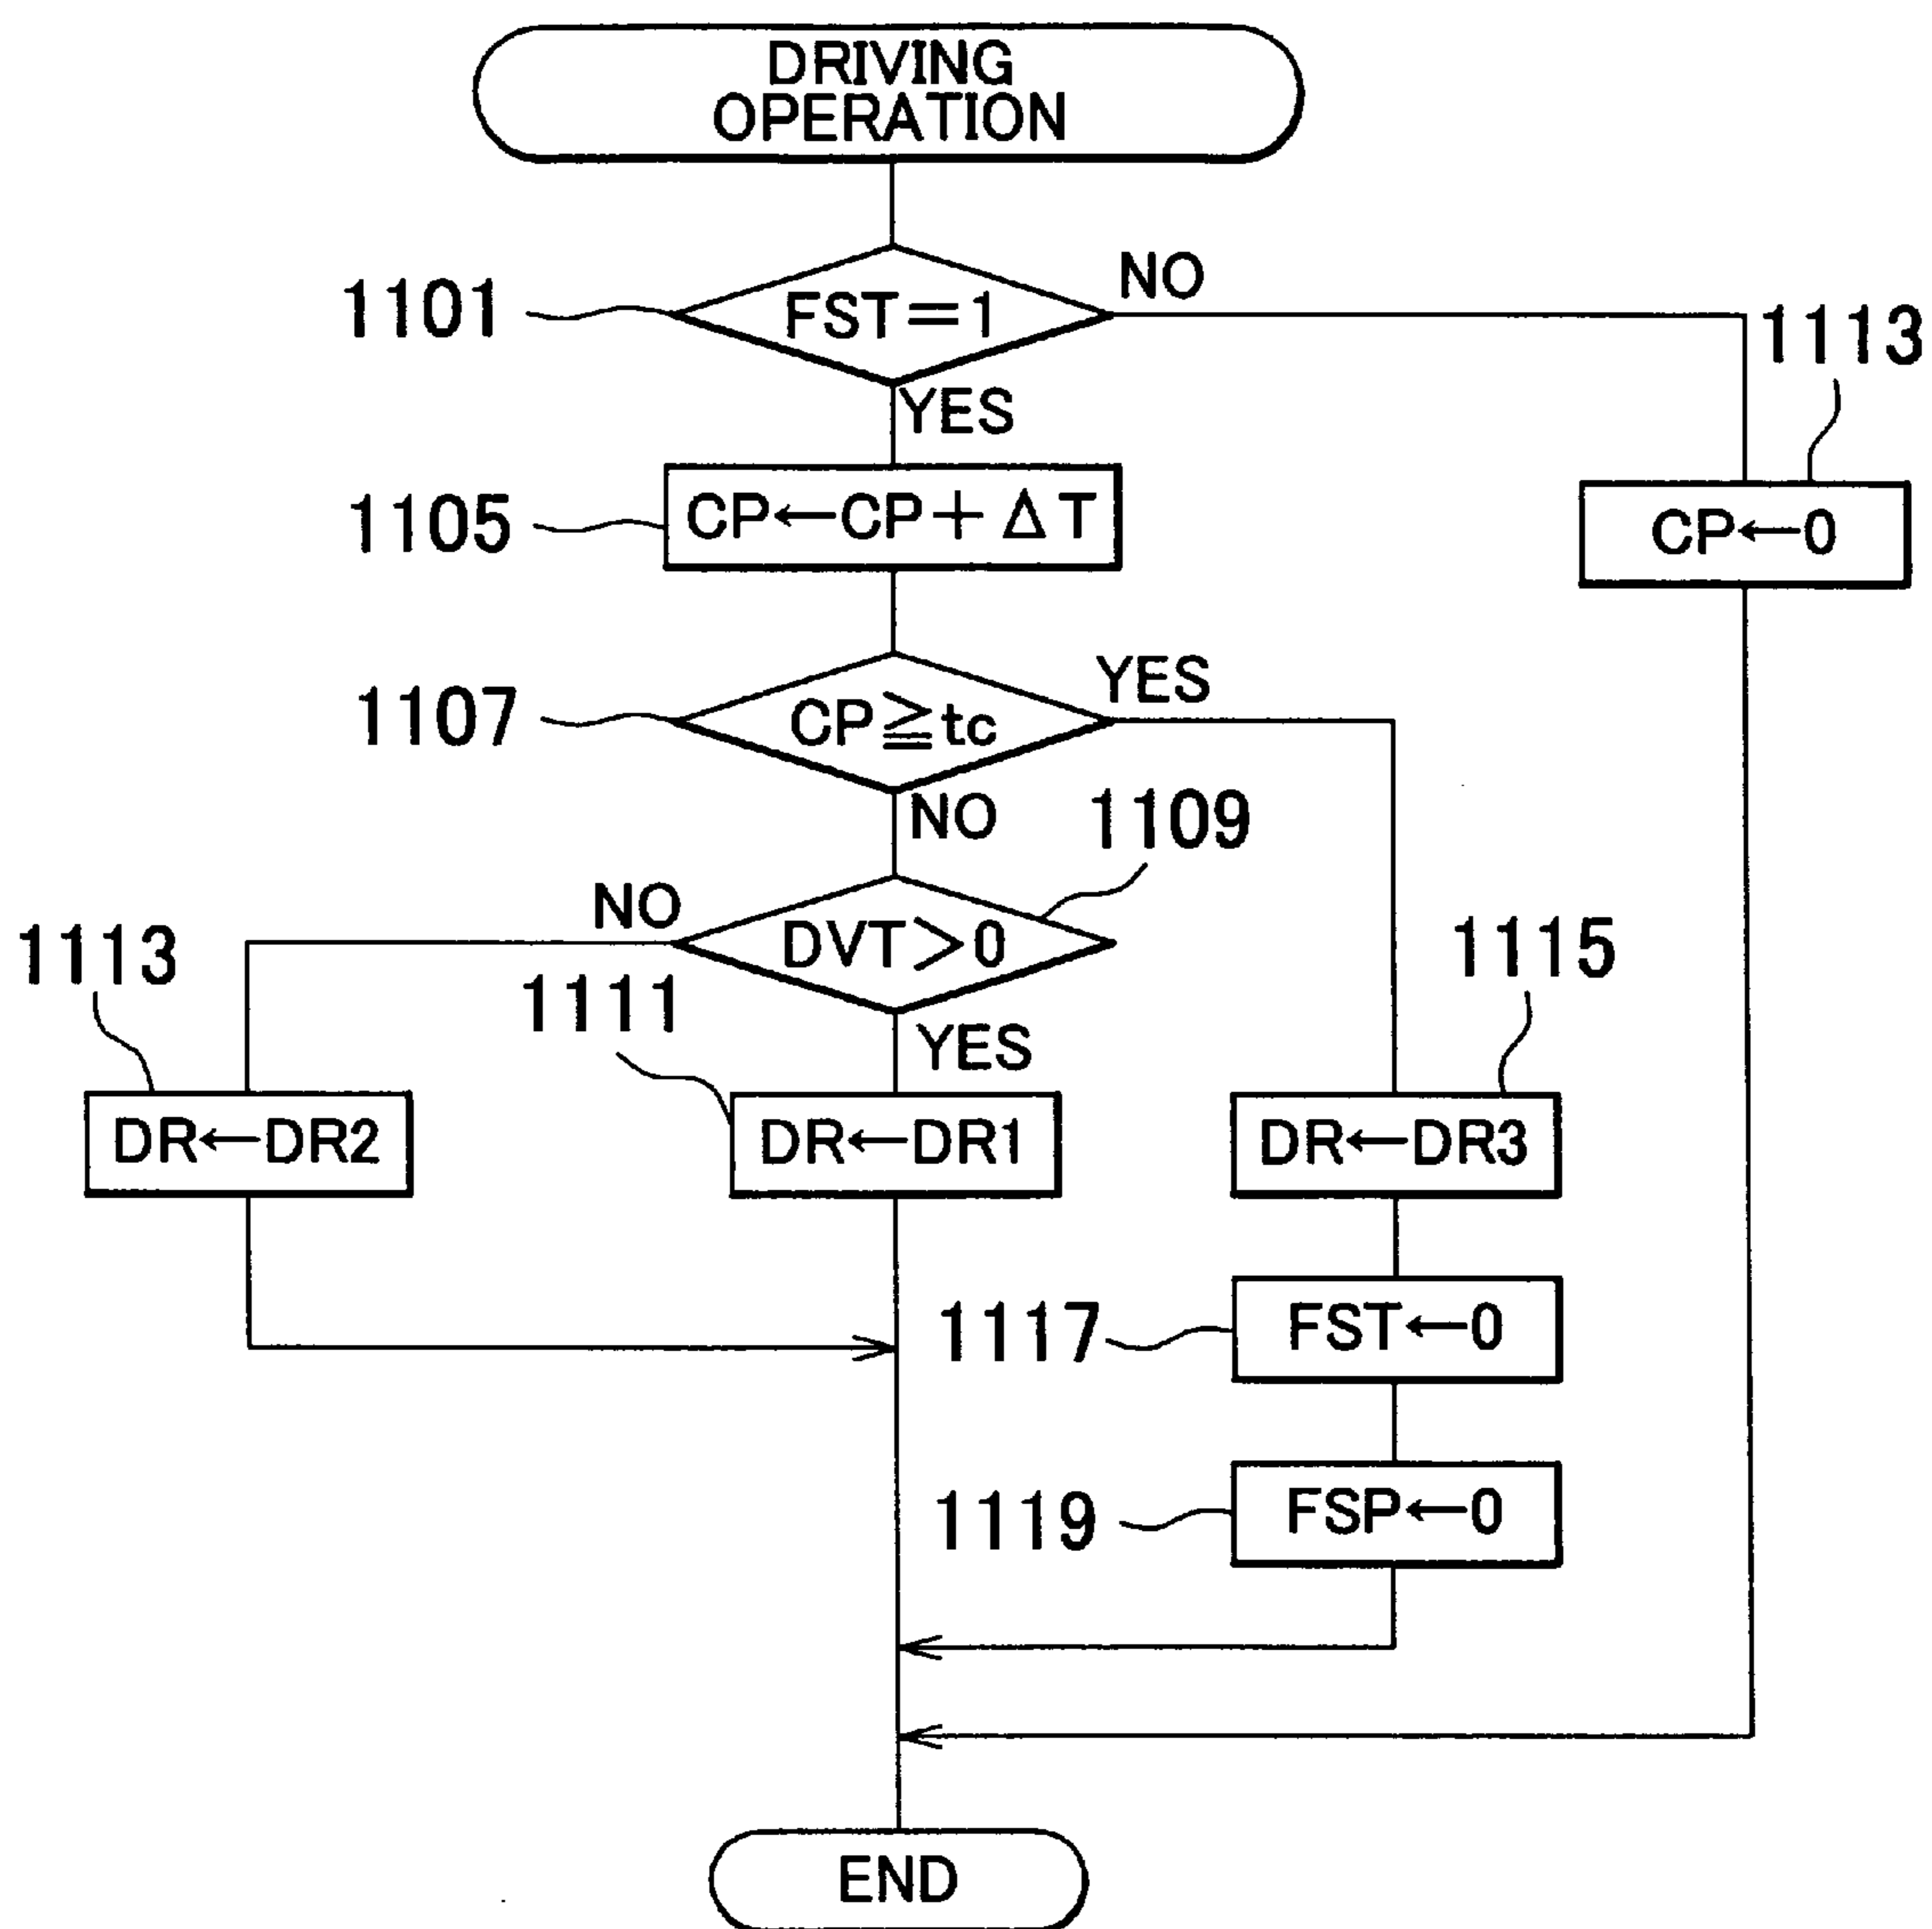 DRIVING
OPERATION
1101
FST=1
NO
1113
YES
1105
CP←CP+ΔT
CP←0
1107
CP≧tc
YES
NO
1109
1113
NO
DVT>0
1115
1111
YES
DR←DR2
DR←DR1
DR←DR3
1117
FST←0
1119
FSP←0
END